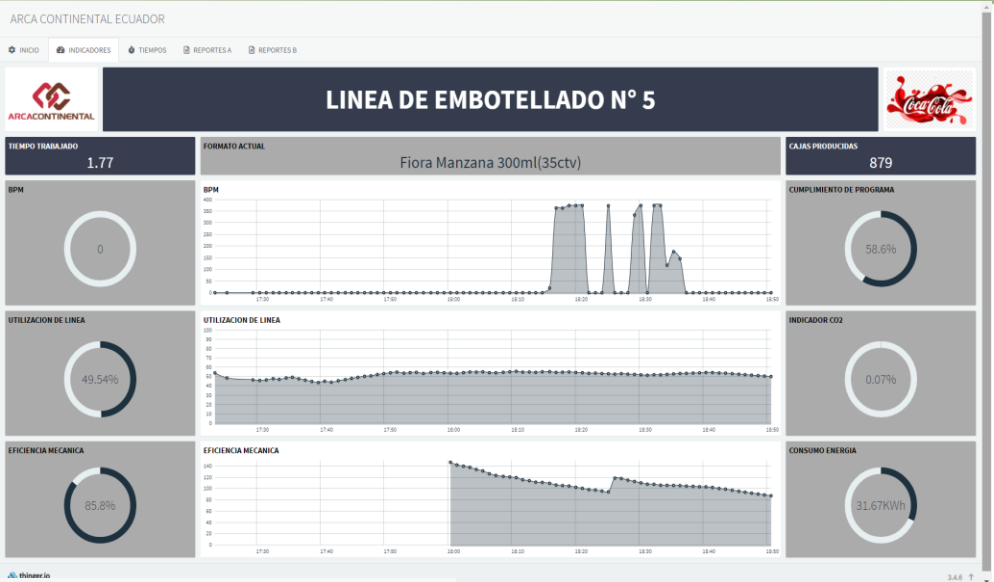 ARCA CONTINENTAL ECUADOR
INICIO INDICADORES TIEMPOS REPORTES A REPORTES B
ARCACONTINENTAL
LINEA DE EMBOTELLADO N° 5
Coca-Cola
TIEMPO TRABAJADO
1.77
FORMATO ACTUAL
Fiora Manzana 300ml(35ctv)
CAJAS PRODUCIDAS
879
BPM
0
BPM
400
350
300
250
200
150
100
50
0
17:30 17:40 17:50 18:00 18:10 18:20 18:30 18:40 18:50
CUMPLIMIENTO DE PROGRAMA
58.6%
UTILIZACION DE LINEA
49.54%
UTILIZACION DE LINEA
100
90
80
70
60
50
40
30
20
10
0
17:30 17:40 17:50 18:00 18:10 18:20 18:30 18:40 18:50
INDICADOR CO2
0.07%
EFICIENCIA MECANICA
85.8%
EFICIENCIA MECANICA
140
120
100
80
60
40
20
0
17:30 17:40 17:50 18:00 18:10 18:20 18:30 18:40 18:50
CONSUMO ENERGIA
31.67KWh
thinger.io
3.4.6